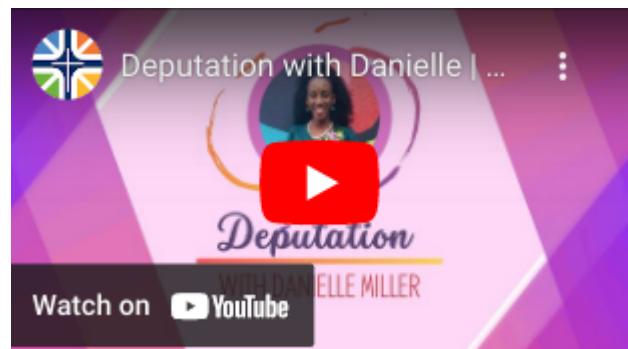 Deputation with Danielle | ...
Deputation
WITH DANIELLE MILLER
Watch on YouTube